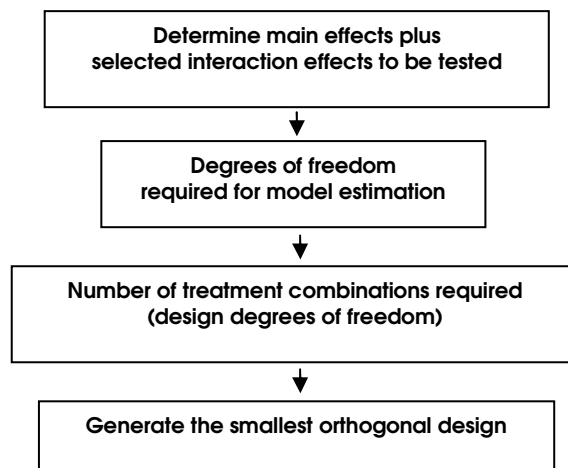 Determine main effects plus
selected interaction effects to be tested
Degrees of freedom
required for model estimation
Number of treatment combinations required
(design degrees of freedom)
Generate the smallest orthogonal design